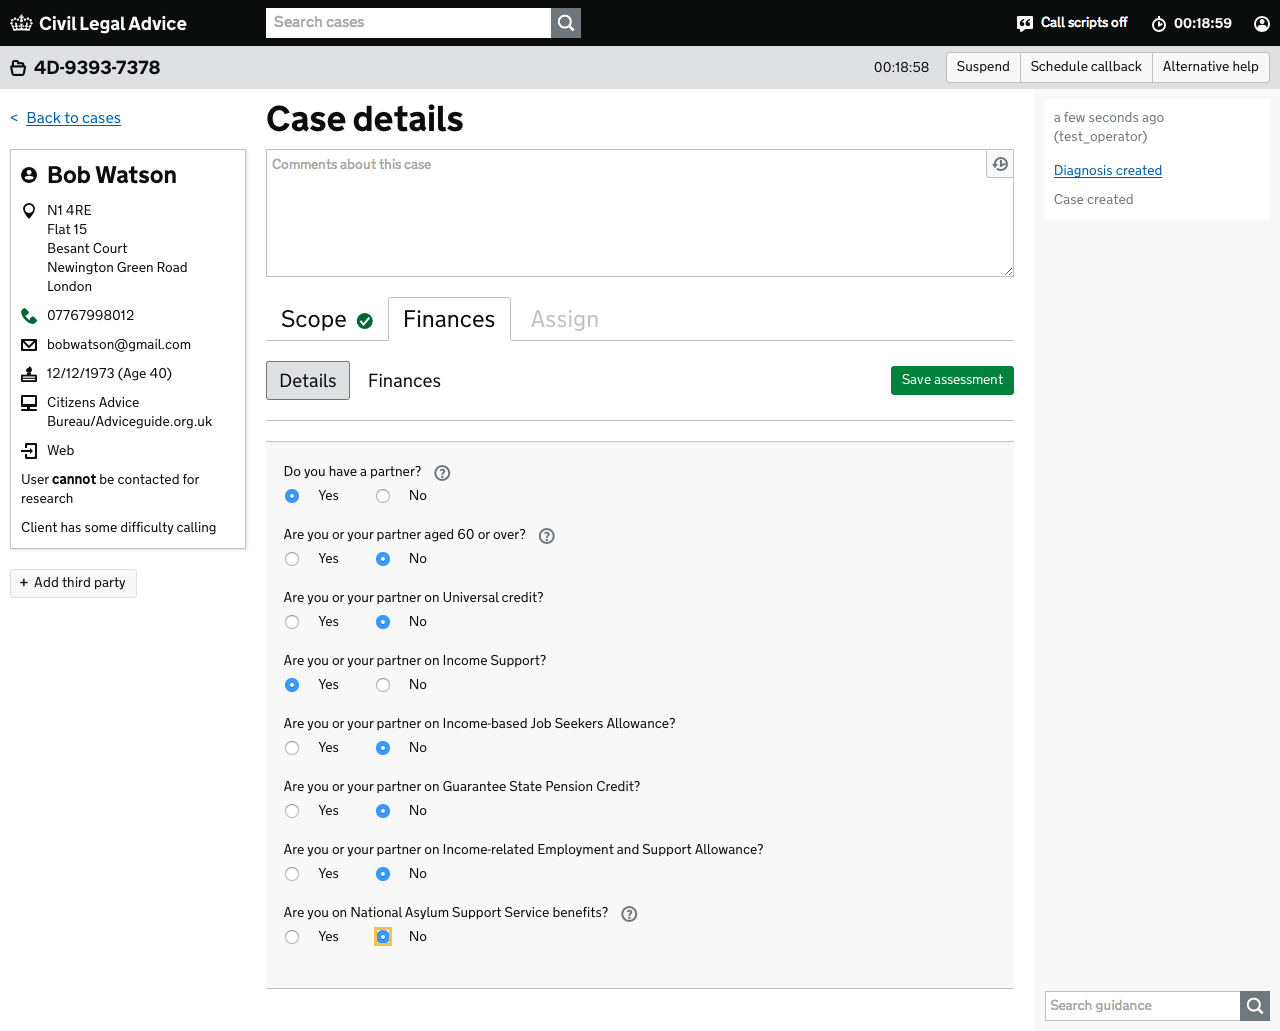 Civil Legal Advice
Search cases
Call scripts off
00:18:59
4D-9393-7378
00:18:58
Suspend
Schedule callback
Alternative help
< Back to cases
Bob Watson
N1 4RE
Flat 15
Besant Court
Newington Green Road
London
07767998012
bobwatson@gmail.com
12/12/1973 (Age 40)
Citizens Advice
Bureau/Adviceguide.org.uk
Web
User cannot be contacted for
research
Client has some difficulty calling
+ Add third party
Case details
Comments about this case
Scope
Finances
Assign
Details
Finances
Save assessment
Do you have a partner? ?
Yes No
Are you or your partner aged 60 or over? ?
Yes No
Are you or your partner on Universal credit?
Yes No
Are you or your partner on Income Support?
Yes No
Are you or your partner on Income-based Job Seekers Allowance?
Yes No
Are you or your partner on Guarantee State Pension Credit?
Yes No
Are you or your partner on Income-related Employment and Support Allowance?
Yes No
Are you on National Asylum Support Service benefits? ?
Yes No
a few seconds ago
(test_operator)
Diagnosis created
Case created
Search guidance